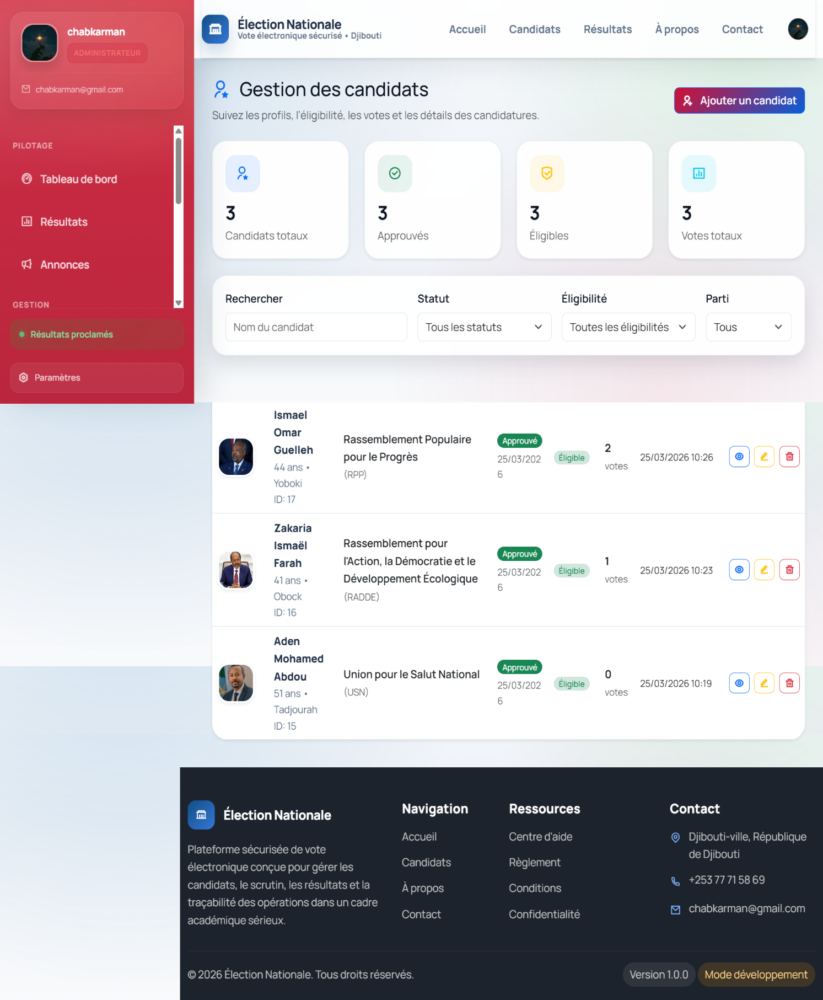 chabkarman
ADMINISTRATEUR
chabkarman@gmail.com
PILOTAGE
Tableau de bord
Résultats
Annonces
GESTION
Résultats proclamés
Paramètres
Élection Nationale
Vote électronique sécurisé • Djibouti
Accueil
Candidats
Résultats
À propos
Contact
Gestion des candidats
Suivez les profils, l'éligibilité, les votes et les détails des candidatures.
Ajouter un candidat
3
Candidats totaux
3
Approuvés
3
Éligibles
3
Votes totaux
Rechercher
Nom du candidat
Statut
Tous les statuts
Éligibilité
Toutes les éligibilités
Parti
Tous
Ismael
Omar
Guelleh
44 ans •
Yoboki
ID: 17
Rassemblement Populaire
pour le Progrès
(RPP)
Approuvé
25/03/202
6
Éligible
2
votes
25/03/2026 10:26
Zakaria
Ismaël
Farah
41 ans •
Obock
ID: 16
Rassemblement pour
l'Action, la Démocratie et le
Développement Écologique
(RADDE)
Approuvé
25/03/202
6
Éligible
1
votes
25/03/2026 10:23
Aden
Mohamed
Abdou
51 ans •
Tadjourah
ID: 15
Union pour le Salut National
(USN)
Approuvé
25/03/202
6
Éligible
0
votes
25/03/2026 10:19
Élection Nationale
Plateforme sécurisée de vote
électronique conçue pour gérer les
candidats, le scrutin, les résultats et la
traçabilité des opérations dans un cadre
académique sérieux.
Navigation
Accueil
Candidats
À propos
Contact
Ressources
Centre d'aide
Règlement
Conditions
Confidentialité
Contact
Djibouti-ville, République
de Djibouti
+253 77 71 58 69
chabkarman@gmail.com
© 2026 Élection Nationale. Tous droits réservés.
Version 1.0.0
Mode développement